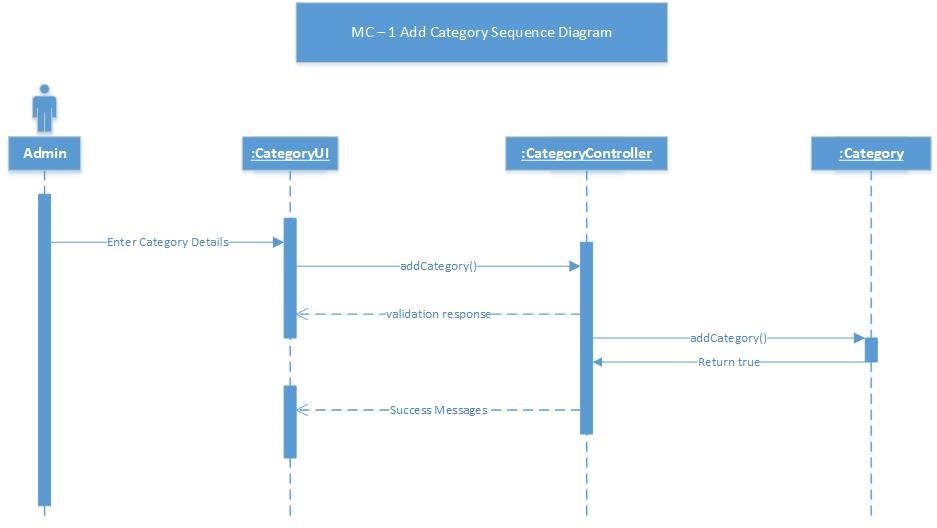 MC – 1 Add Category Sequence Diagram
Admin
:CategoryUI
:CategoryController
:Category
Enter Category Details
addCategory()
validation response
addCategory()
Return true
Success Messages